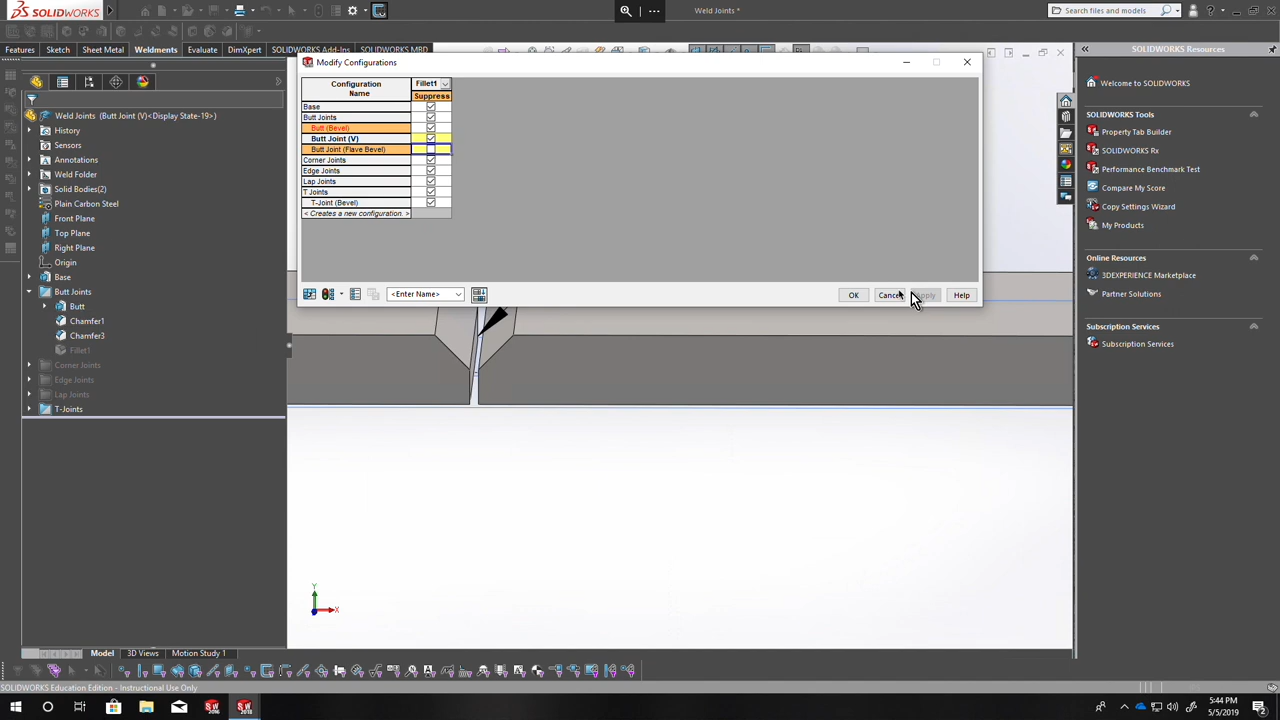 SOLIDWORKS
Weld Joints *
Search files and models
Features
Sketch
Sheet Metal
Weldments
Evaluate
DimXpert
SOLIDWORKS Add-Ins
SOLIDWORKS MBD
SOLIDWORKS Resources
Modify Configurations
Configuration
Name
Fillet1
Suppress
Base
Butt Joints
Butt (Bevel)
Butt Joint (V)
Butt Joint (Flave Bevel)
Corner Joints
Edge Joints
Lap Joints
T Joints
T-Joint (Bevel)
< Creates a new configuration. >
<Enter Name>
OK
Cancel
Help
Weld Joints (Butt Joint (V)<Display State-19>)
History
Sensors
Annotations
Weld Folder
Solid Bodies(2)
Plain Carbon Steel
Front Plane
Top Plane
Right Plane
Origin
Base
Butt Joints
Butt
Chamfer1
Chamfer3
Fillet1
Corner Joints
Edge Joints
Lap Joints
T-Joints
Welcome to SOLIDWORKS
SOLIDWORKS Tools
Property Tab Builder
SOLIDWORKS Rx
Performance Benchmark Test
Compare My Score
Copy Settings Wizard
My Products
Online Resources
3DEXPERIENCE Marketplace
Partner Solutions
Subscription Services
Subscription Services
Y
X
Model
3D Views
Motion Study 1
SOLIDWORKS Education Edition - Instructional Use Only
5:44 PM
5/5/2019